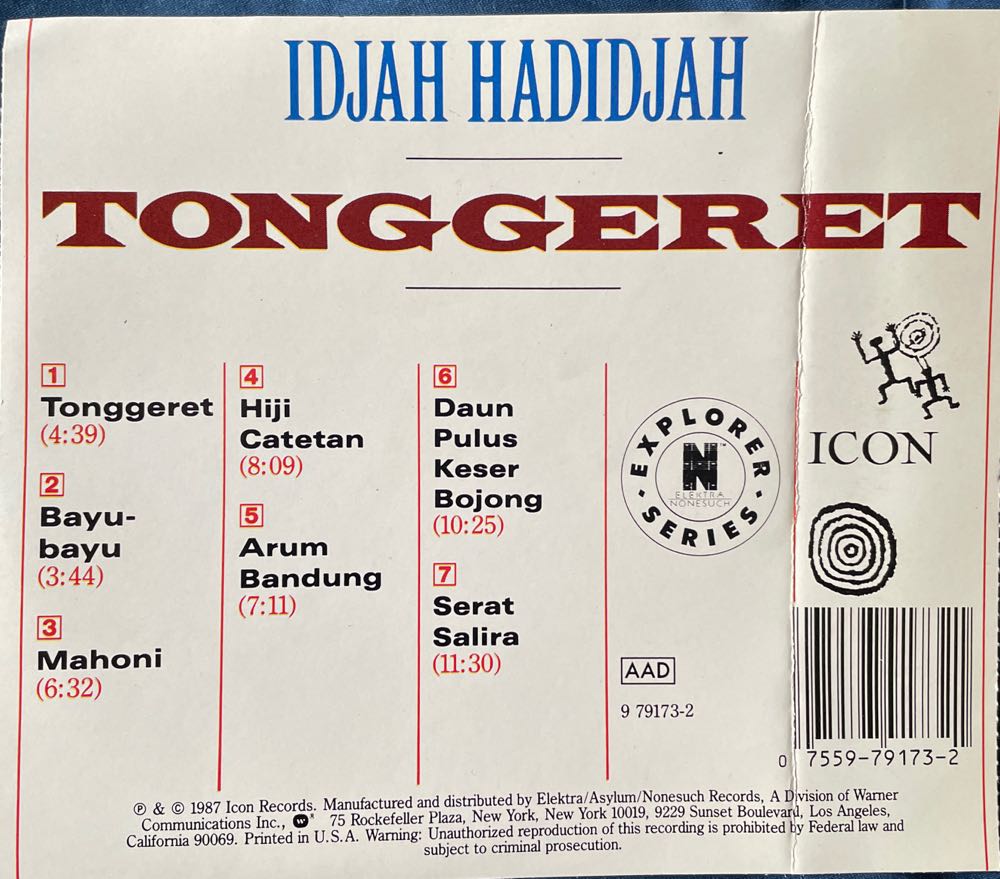 IDJAH HADIDJAH
TONGGERET
1
Tonggeret
(4:39)
2
Bayu-
bayu
(3:44)
3
Mahoni
(6:32)
4
Hiji
Catetan
(8:09)
5
Arum
Bandung
(7:11)
6
Daun
Pulus
Keser
Bojong
(10:25)
7
Serat
Salira
(11:30)
EXPLORER
N
™
ELEKTRA
NONESUCH
SERIES
AAD
9 79173-2
ICON
0 7559-79173-2
℗ & © 1987 Icon Records. Manufactured and distributed by Elektra/Asylum/Nonesuch Records, A Division of Warner
Communications Inc., W® 75 Rockefeller Plaza, New York, New York 10019, 9229 Sunset Boulevard, Los Angeles,
California 90069. Printed in U.S.A. Warning: Unauthorized reproduction of this recording is prohibited by Federal law and
subject to criminal prosecution.